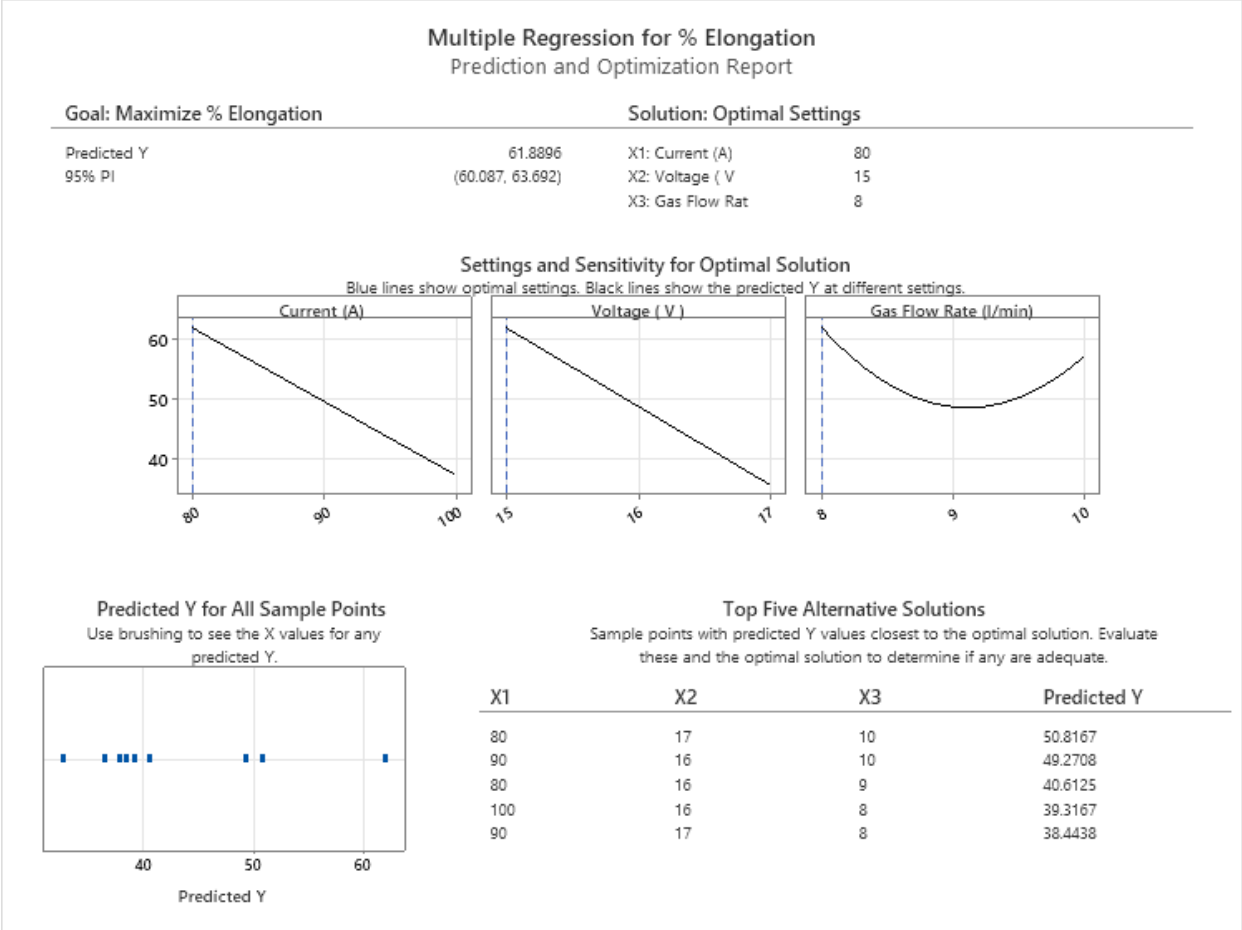 Multiple Regression for % Elongation
Prediction and Optimization Report
Goal: Maximize % Elongation
Predicted Y 61.8896
95% PI (60.087, 63.692)
Solution: Optimal Settings
X1: Current (A) 80
X2: Voltage ( V 15
X3: Gas Flow Rat 8
Settings and Sensitivity for Optimal Solution
Blue lines show optimal settings. Black lines show the predicted Y at different settings.
Current (A) Voltage ( V ) Gas Flow Rate (l/min)
60
50
40
80 90 100 15 16 17 8 9 10
Predicted Y for All Sample Points
Use brushing to see the X values for any
predicted Y.
40 50 60
Predicted Y
Top Five Alternative Solutions
Sample points with predicted Y values closest to the optimal solution. Evaluate
these and the optimal solution to determine if any are adequate.
X1 X2 X3 Predicted Y
80 17 10 50.8167
90 16 10 49.2708
80 16 9 40.6125
100 16 8 39.3167
90 17 8 38.4438